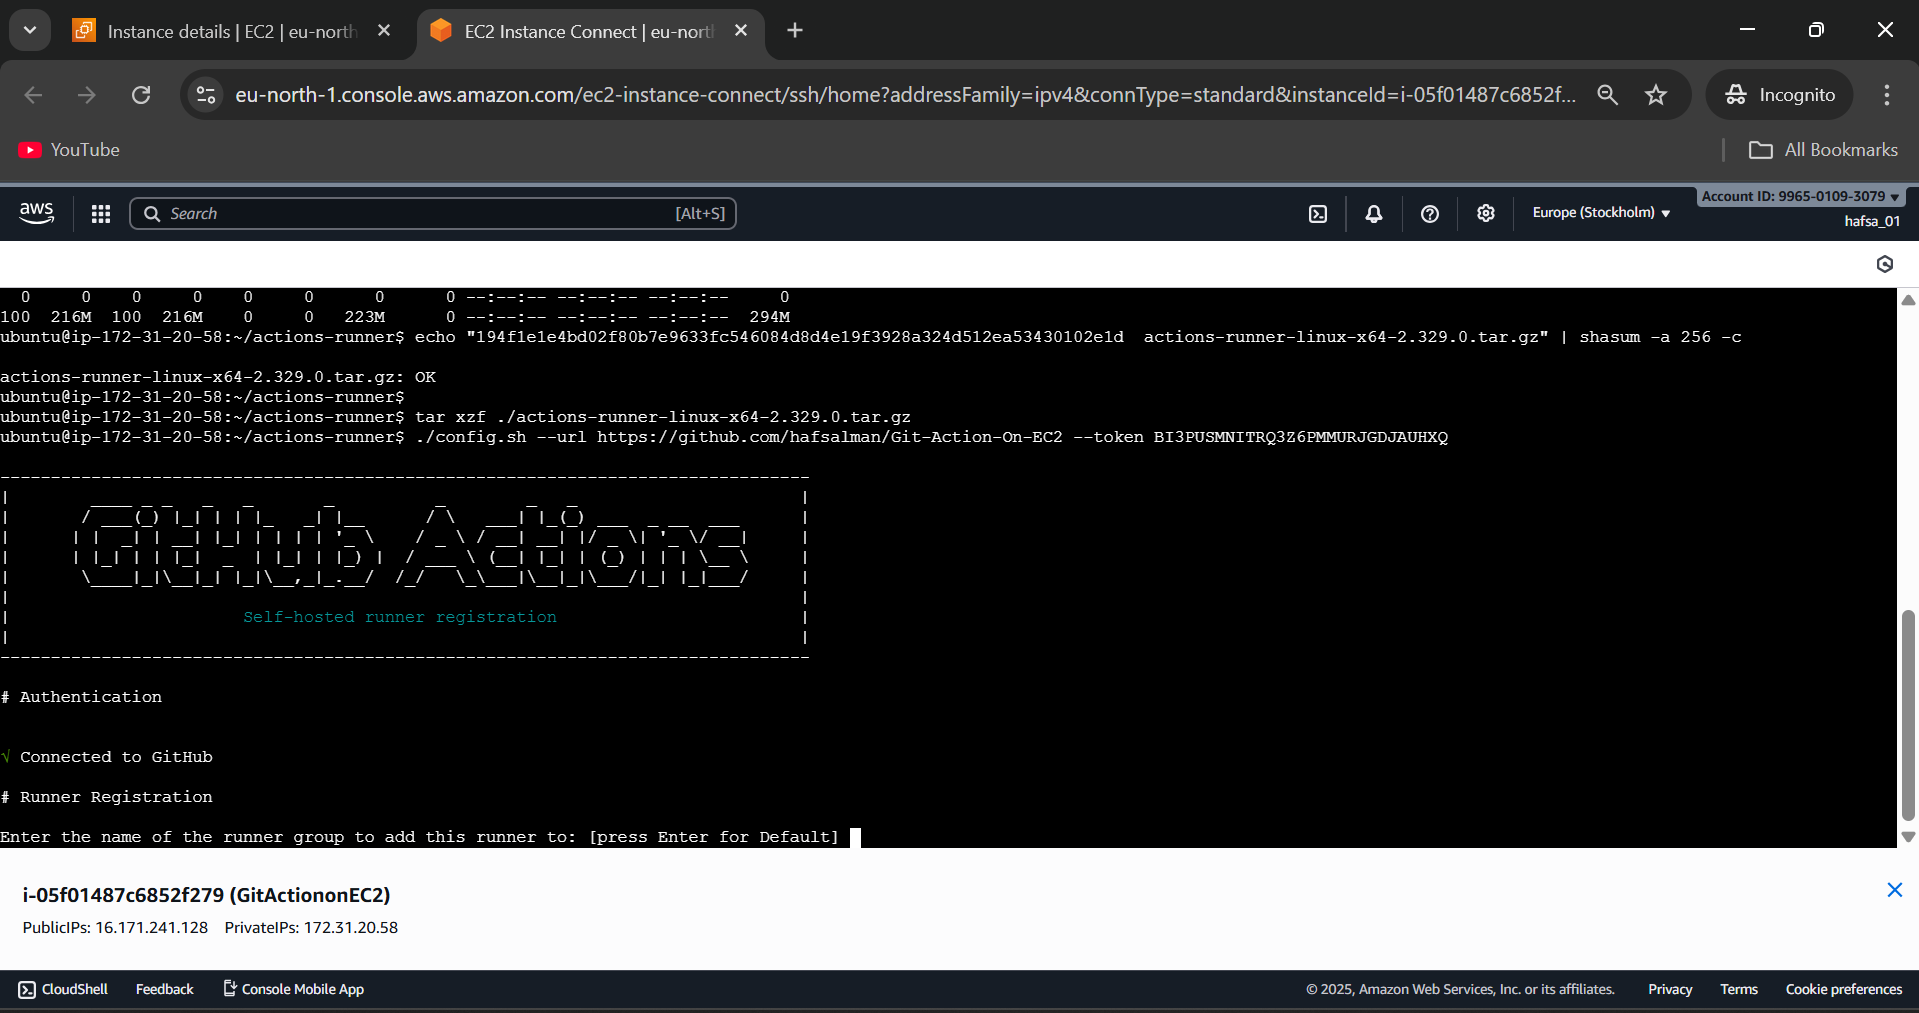 Instance details | EC2 | eu-north
EC2 Instance Connect | eu-nort
eu-north-1.console.aws.amazon.com/ec2-instance-connect/ssh/home?addressFamily=ipv4&connType=standard&instanceId=i-05f01487c6852f...
Incognito
YouTube
All Bookmarks
aws
Search
[Alt+S]
Europe (Stockholm)
Account ID: 9965-0109-3079
hafsa_01
0 0 0 0 0 0 0 0 --:--:-- --:--:-- --:--:-- 0
100 216M 100 216M 0 0 223M 0 --:--:-- --:--:-- --:--:-- 294M
ubuntu@ip-172-31-20-58:~/actions-runner$ echo "194f1e1e4bd02f80b7e9633fc546084d8d4e19f3928a324d512ea53430102e1d  actions-runner-linux-x64-2.329.0.tar.gz" | shasum -a 256 -c
actions-runner-linux-x64-2.329.0.tar.gz: OK
ubuntu@ip-172-31-20-58:~/actions-runner$
ubuntu@ip-172-31-20-58:~/actions-runner$ tar xzf ./actions-runner-linux-x64-2.329.0.tar.gz
ubuntu@ip-172-31-20-58:~/actions-runner$ ./config.sh --url https://github.com/hafsalman/Git-Action-On-EC2 --token BI3PUSMNITRQ3Z6PMMURJGDJAUHXQ
GitHub Actions
Self-hosted runner registration
# Authentication
√ Connected to GitHub
# Runner Registration
Enter the name of the runner group to add this runner to: [press Enter for Default]
i-05f01487c6852f279 (GitActiononEC2)
PublicIPs: 16.171.241.128 PrivateIPs: 172.31.20.58
CloudShell
Feedback
Console Mobile App
© 2025, Amazon Web Services, Inc. or its affiliates.
Privacy
Terms
Cookie preferences